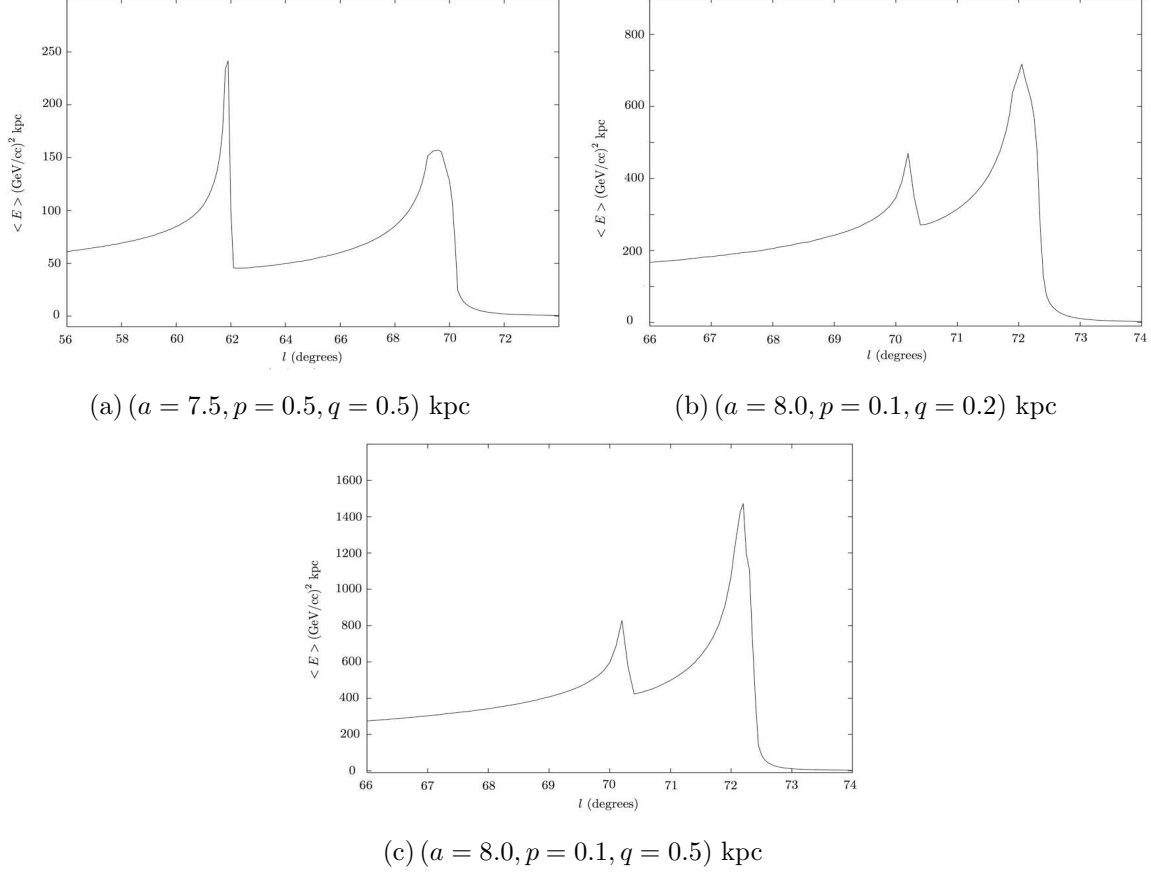 250
200
150
100
50
0
< E > (GeV/cc)² kpc
56 58 60 62 64 66 68 70 72
l (degrees)
(a) (a = 7.5, p = 0.5, q = 0.5) kpc
800
600
400
200
0
< E > (GeV/cc)² kpc
66 67 68 69 70 71 72 73 74
l (degrees)
(b) (a = 8.0, p = 0.1, q = 0.2) kpc
1600
1400
1200
1000
800
600
400
200
0
< E > (GeV/cc)² kpc
66 67 68 69 70 71 72 73 74
l (degrees)
(c) (a = 8.0, p = 0.1, q = 0.5) kpc